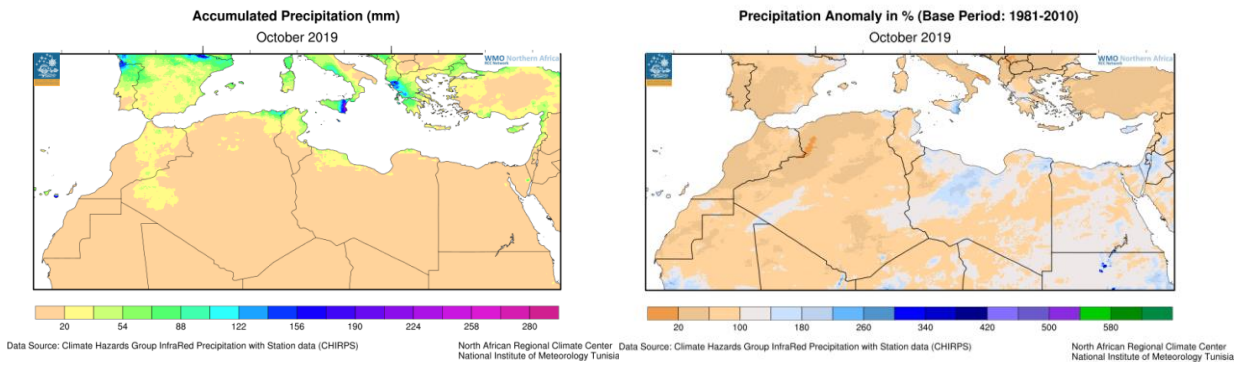 Accumulated Precipitation (mm)
October 2019
WMO Northern Africa
RCC Network
20 54 88 122 156 190 224 258 280
Data Source: Climate Hazards Group InfraRed Precipitation with Station data (CHIRPS)
North African Regional Climate Center
National Institute of Meteorology Tunisia
Precipitation Anomaly in % (Base Period: 1981-2010)
October 2019
WMO Northern Africa
RCC Network
20 100 180 260 340 420 500 580
Data Source: Climate Hazards Group InfraRed Precipitation with Station data (CHIRPS)
North African Regional Climate Center
National Institute of Meteorology Tunisia